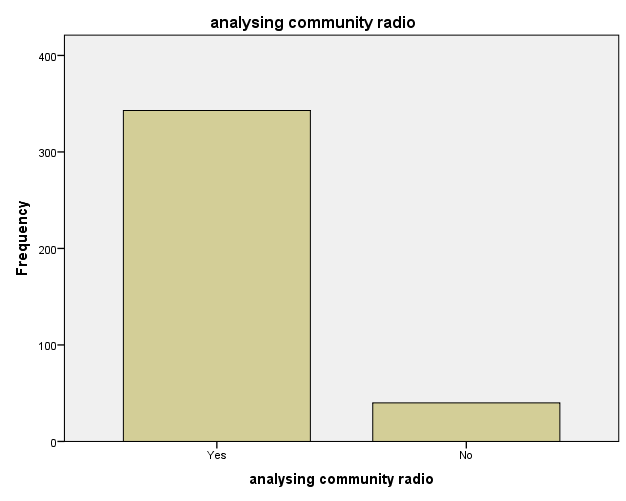 analysing community radio
400
300
200
100
0
Frequency
Yes
No
analysing community radio